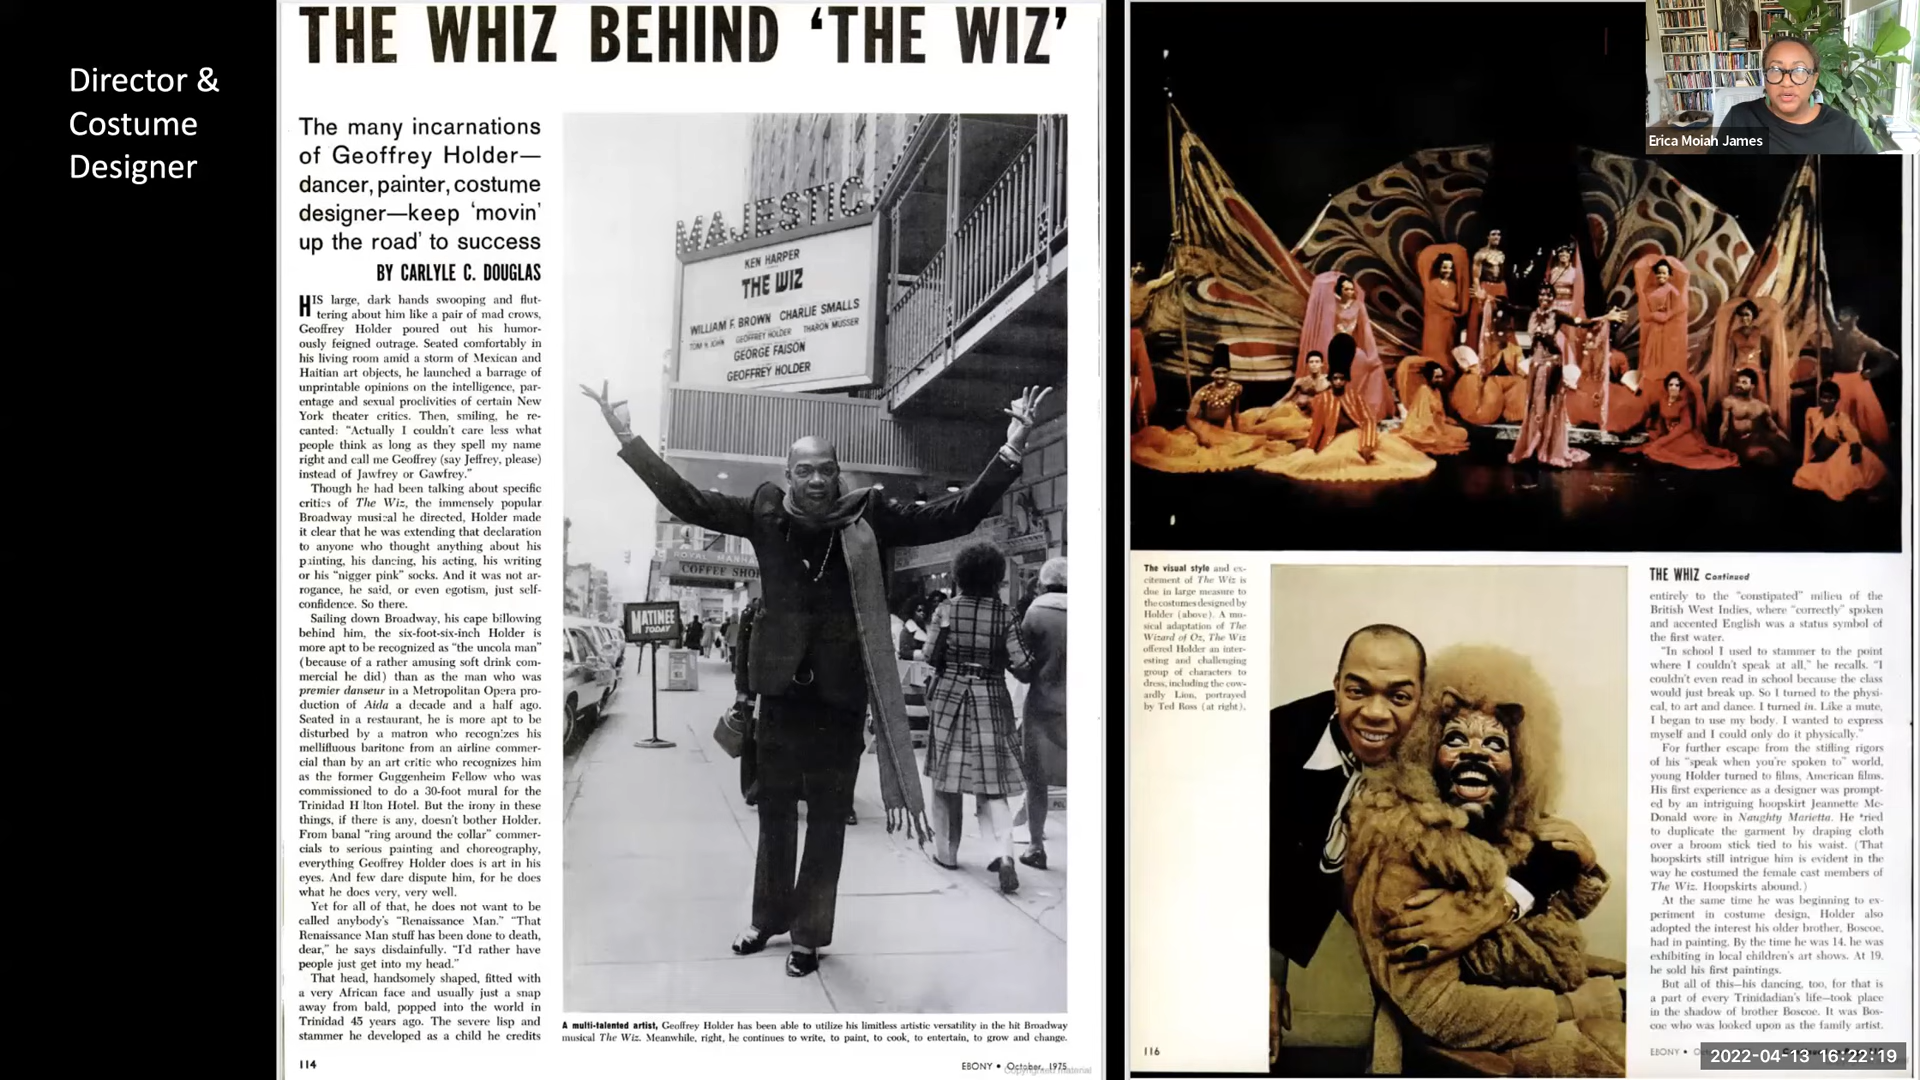 Director &
Costume
Designer
THE WHIZ BEHIND ‘THE WIZ’
The many incarnations
of Geoffrey Holder—
dancer, painter, costume
designer—keep ‘movin’
up the road’ to success
BY CARLYLE C. DOUGLAS
HIS large, dark hands swooping and flut-
tering about him like a pair of mad crows,
Geoffrey Holder poured out his humor-
ously feigned outrage. Seated comfortably in
his living room amid a storm of Mexican and
Haitian art objects, he launched a barrage of
unprintable opinions on the intelligence, par-
entage and sexual proclivities of certain New
York theater critics. Then, smiling, he re-
canted: “Actually I couldn’t care less what
people think as long as they spell my name
right and call me Geoffrey (say Jeffrey, please)
instead of Jawfrey or Gawfrey.”
Though he had been talking about specific
critics of The Wiz, the immensely popular
Broadway musical he directed, Holder made
it clear that he was extending that declaration
to anyone who thought anything about his
painting, his dancing, his acting, his writing
or his “nigger pink” socks. And it was not ar-
rogance, he said, or even egotism, just self-
confidence. So there.
Sailing down Broadway, his cape billowing
behind him, the six-foot-six-inch Holder is
more apt to be recognized as “the uncola man”
(because of a rather amusing soft drink com-
mercial he did) than as the man who was
premier danseur in a Metropolitan Opera pro-
duction of Aida a decade and a half ago.
Seated in a restaurant, he is more apt to be
disturbed by a matron who recognizes his
mellifluous baritone from an airline commer-
cial than by an art critic who recognizes him
as the former Guggenheim Fellow who was
commissioned to do a 30-foot mural for the
Trinidad Hilton Hotel. But the irony in these
things, if there is any, doesn’t bother Holder.
From banal “ring around the collar” commer-
cials to serious painting and choreography,
everything Geoffrey Holder does is art in his
eyes. And few dare dispute him, for he does
what he does very, very well.
Yet for all of that, he does not want to be
called anybody’s “Renaissance Man.” “That
Renaissance Man stuff has been done to death,
dear,” he says disdainfully. “I’d rather have
people just get into my head.”
That head, handsomely shaped, fitted with
a very African face and usually just a snap
away from bald, popped into the world in
Trinidad 45 years ago. The severe lisp and
stammer he developed as a child he credits
114
MAJESTIC
KEN HARPER
THE WIZ
WILLIAM F. BROWN CHARLIE SMALLS
TOM H. JOHN GEOFFREY HOLDER THARON MUSSER
GEORGE FAISON
GEOFFREY HOLDER
ROYAL MANHA
COFFEE SHOP
MATINEE
TODAY
A multi-talented artist, Geoffrey Holder has been able to utilize his limitless artistic versatility in the hit Broadway
musical The Wiz. Meanwhile, right, he continues to write, to paint, to cook, to entertain, to grow and change.
EBONY • October, 1975
Copyrighted material
Erica Moiah James
The visual style and ex-
citement of The Wiz is
due in large measure to
the costumes designed by
Holder (above). A mu-
sical adaptation of The
Wizard of Oz, The Wiz
offered Holder an inter-
esting and challenging
group of characters to
dress, including the cow-
ardly Lion, portrayed
by Ted Ross (at right).
116
THE WHIZ Continued
entirely to the “constipated” milieu of the
British West Indies, where “correctly” spoken
and accented English was a status symbol of
the first water.
“In school I used to stammer to the point
where I couldn’t speak at all,” he recalls. “I
couldn’t even read in school because the class
would just break up. So I turned to the physi-
cal, to art and dance. I turned in. Like a mute,
I began to use my body. I wanted to express
myself and I could only do it physically.”
For further escape from the stifling rigors
of his “speak when you’re spoken to” world,
young Holder turned to films, American films.
His first experience as a designer was prompt-
ed by an intriguing hoopskirt Jeannette Mc-
Donald wore in Naughty Marietta. He tried
to duplicate the garment by draping cloth
over a broom stick tied to his waist. (That
hoopskirts still intrigue him is evident in the
way he costumed the female cast members of
The Wiz. Hoopskirts abound.)
At the same time he was beginning to ex-
periment in costume design, Holder also
adopted the interest his older brother, Boscoe,
had in painting. By the time he was 14, he was
exhibiting in local children’s art shows. At 19,
he sold his first paintings.
But all of this—his dancing, too, for that is
a part of every Trinidadian’s life—took place
in the shadow of brother Boscoe. It was Bos-
coe who was looked upon as the family artist.
EBONY •
2022-04-13 16:22:19